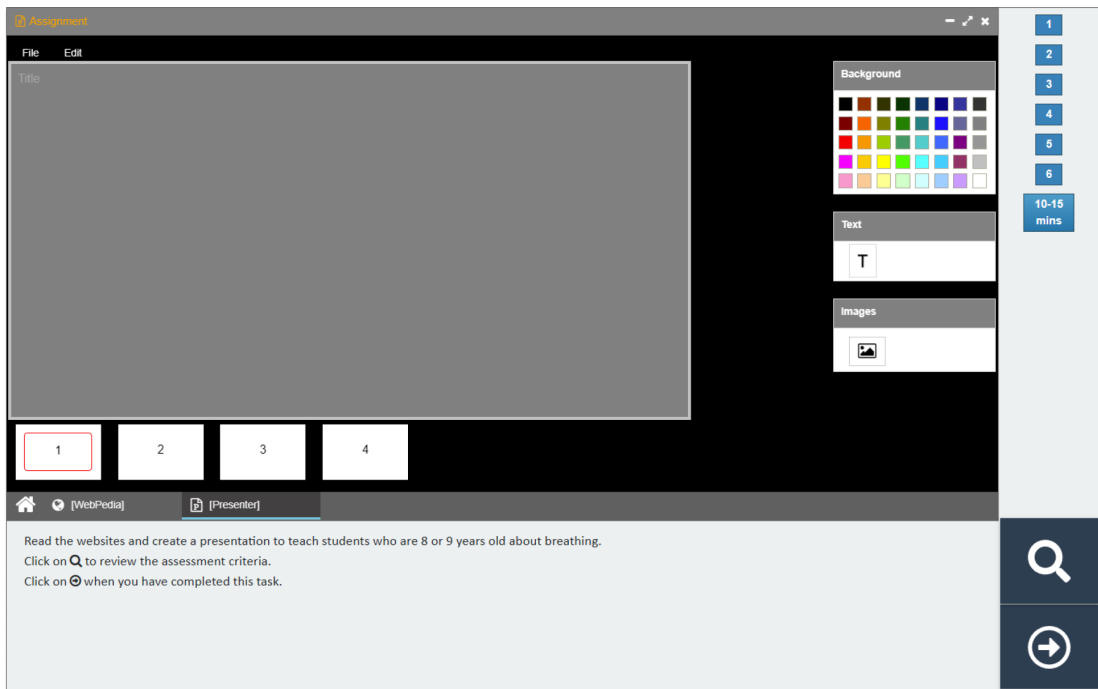 Assignment
File Edit
Title
Background
Text
T
Images
1 2 3 4
[WebPedia] [Presenter]
Read the websites and create a presentation to teach students who are 8 or 9 years old about breathing.
Click on to review the assessment criteria.
Click on when you have completed this task.
1
2
3
4
5
6
10-15
mins